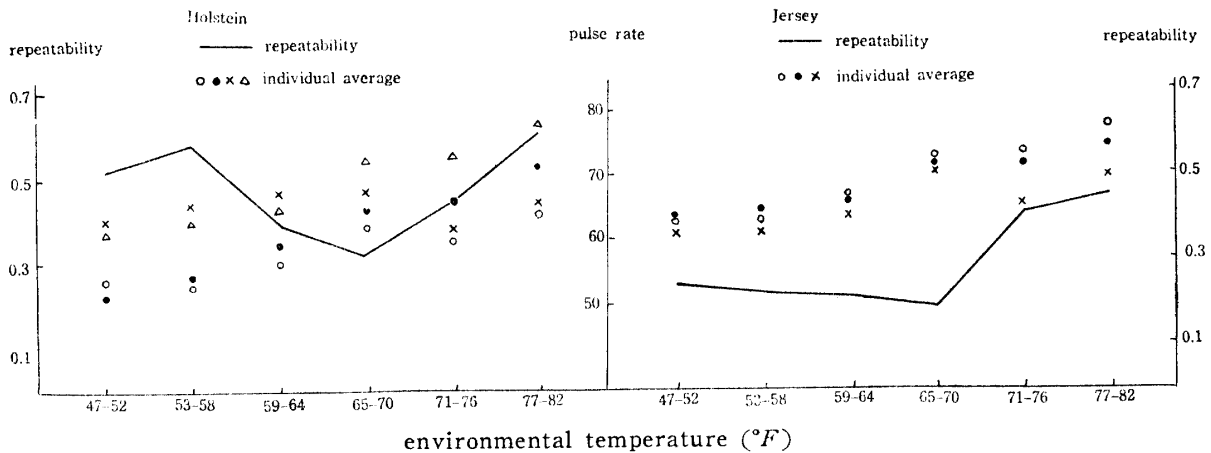 Holstein
repeatability
repeatability
individual average
0.7
0.5
0.3
0.1
47-52
53-58
59-64
65-70
71-76
77-82
Jersey
pulse rate
repeatability
repeatability
individual average
80
70
60
50
0.7
0.5
0.3
0.1
47-52
53-58
59-64
65-70
71-76
77-82
environmental temperature (°F)